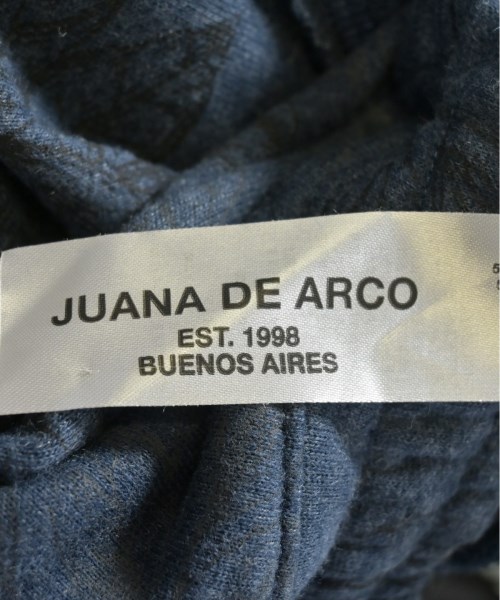 JUANA DE ARCO
EST. 1998
BUENOS AIRES